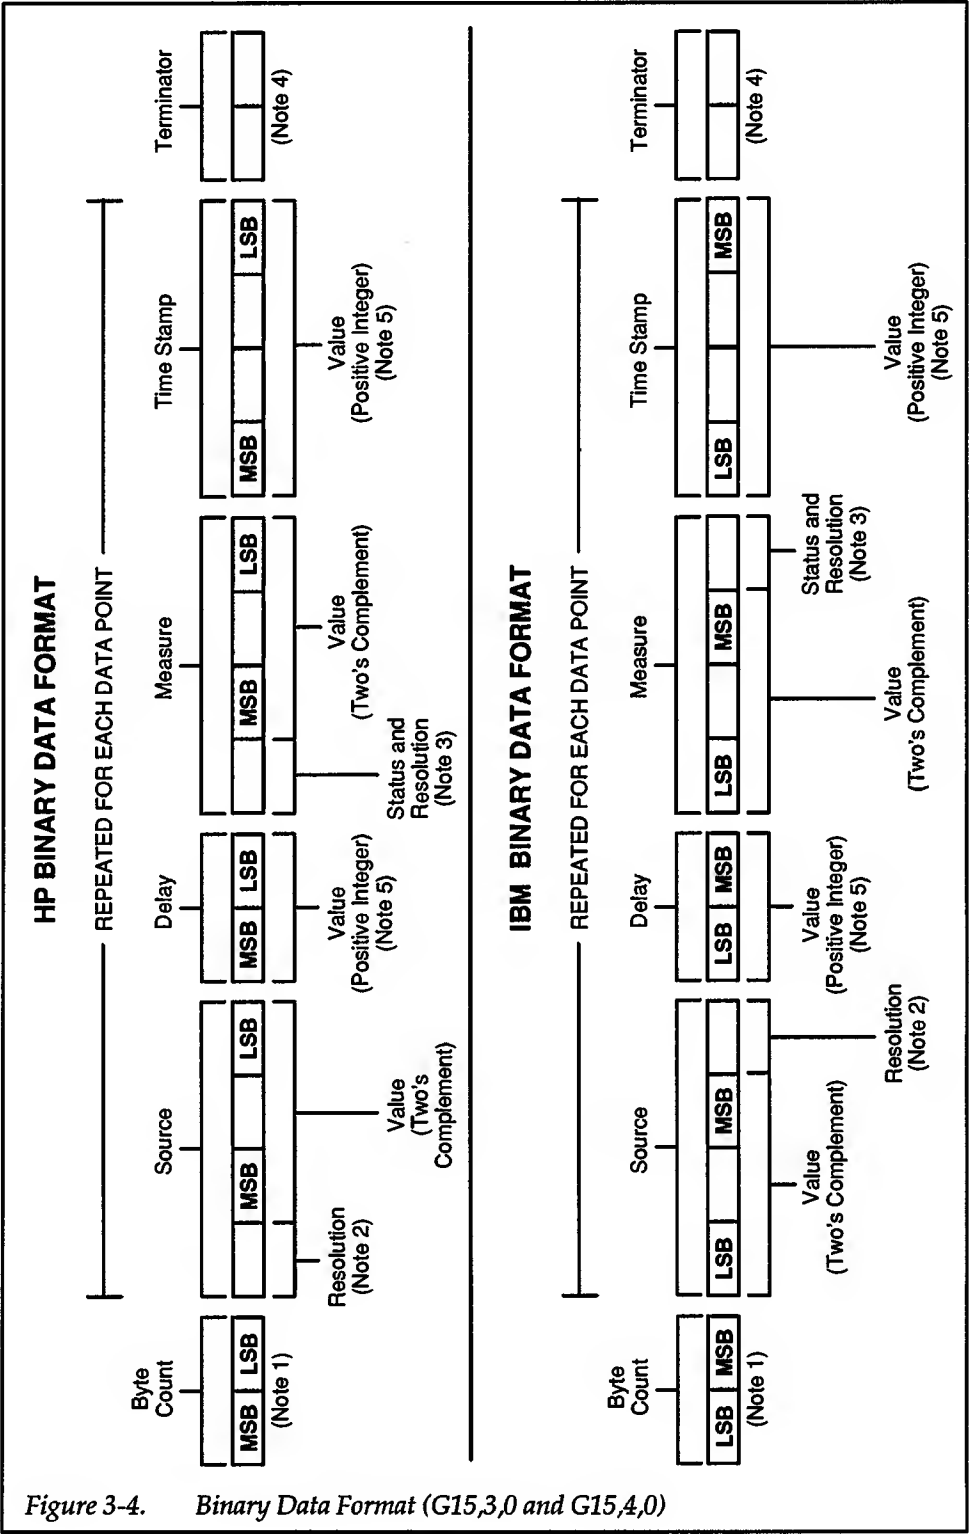 HP BINARY DATA FORMAT
REPEATED FOR EACH DATA POINT
Byte
Count
Source
Delay
Measure
Time Stamp
Terminator
MSB LSB
MSB LSB
MSB LSB
MSB LSB
MSB LSB
(Note 1)
Resolution
(Note 2)
Value
(Two's
Complement)
Value
(Positive Integer)
(Note 5)
Status and
Resolution
(Note 3)
Value
(Two's Complement)
Value
(Positive Integer)
(Note 5)
(Note 4)
IBM BINARY DATA FORMAT
REPEATED FOR EACH DATA POINT
Byte
Count
Source
Delay
Measure
Time Stamp
Terminator
LSB MSB
LSB MSB
LSB MSB
LSB MSB
LSB MSB
(Note 1)
Value
(Two's Complement)
Resolution
(Note 2)
Value
(Positive Integer)
(Note 5)
Value
(Two's Complement)
Status and
Resolution
(Note 3)
Value
(Positive Integer)
(Note 5)
(Note 4)
Figure 3-4. Binary Data Format (G15,3,0 and G15,4,0)